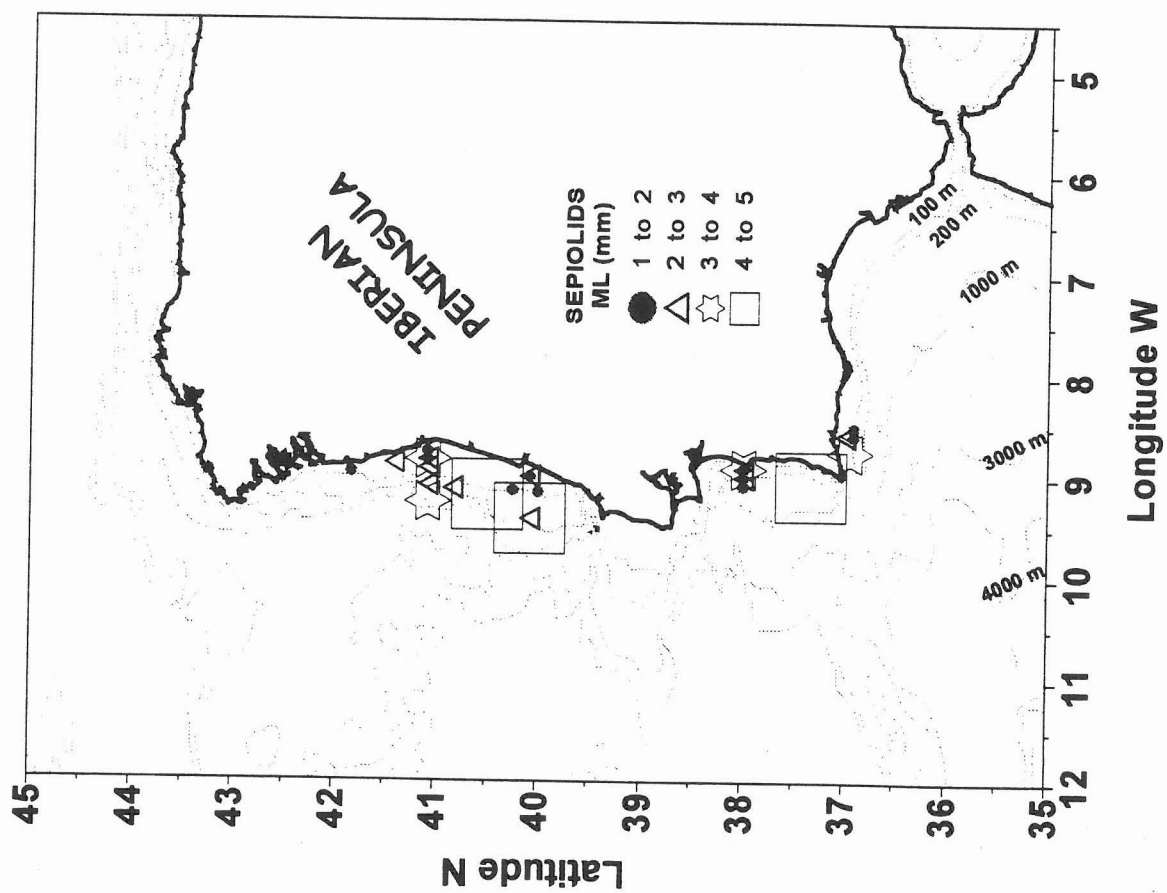 45
44
43
42
41
40
39
38
37
36
35
Latitude N
IBERIAN
PENINSULA
SEPIOLIDS
ML (mm)
1 to 2
2 to 3
3 to 4
4 to 5
100 m
200 m
1000 m
3000 m
4000 m
12
11
10
9
8
7
6
5
Longitude W